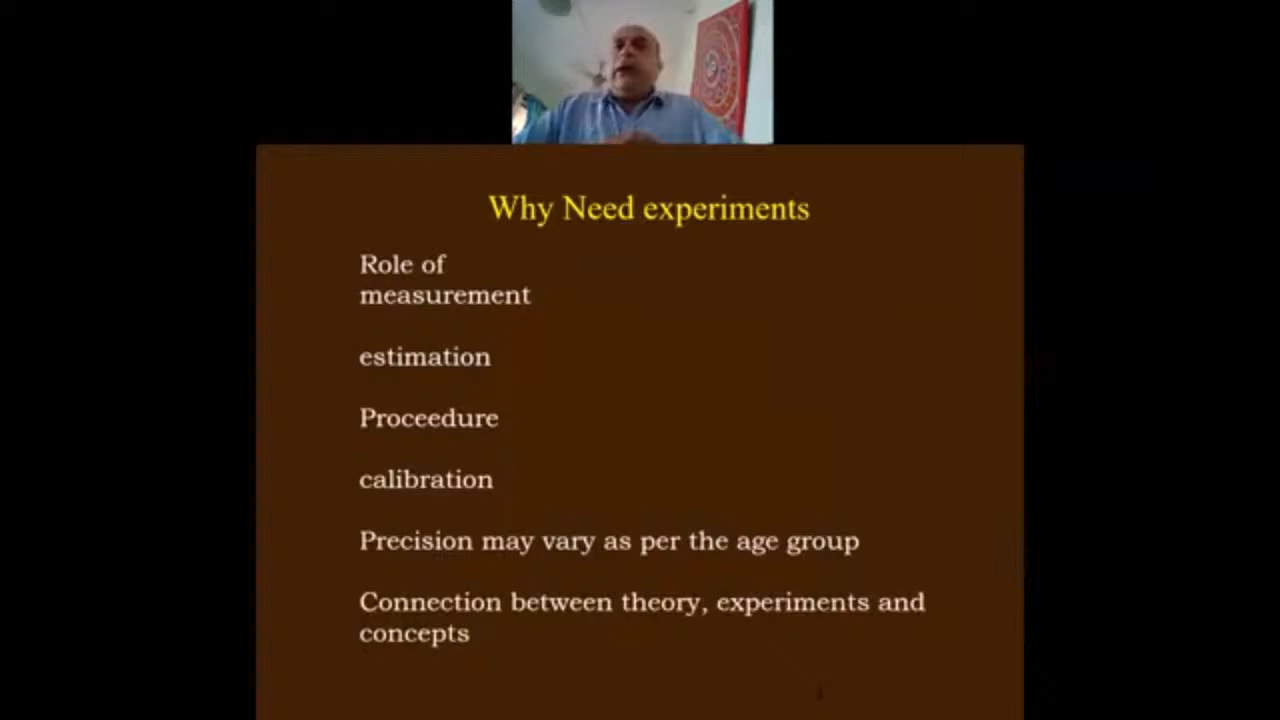 Why Need experiments
Role of
measurement
estimation
Proceedure
calibration
Precision may vary as per the age group
Connection between theory, experiments and
concepts